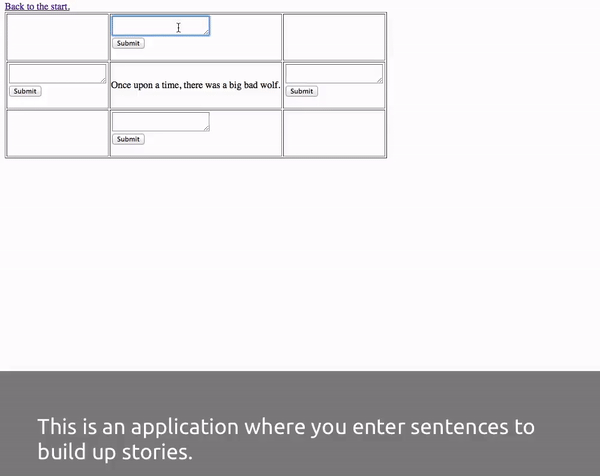 Back to the start.
Submit
Submit
Once upon a time, there was a big bad wolf.
Submit
Submit
This is an application where you enter sentences to
build up stories.